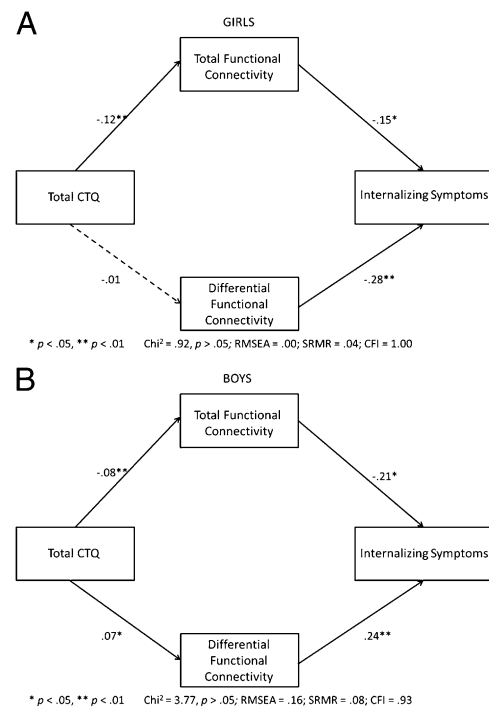 A
GIRLS
Total Functional
Connectivity
-.12**
-.15*
Total CTQ
Internalizing Symptoms
-.01
-.28**
Differential
Functional
Connectivity
* p < .05, ** p < .01 Chi² = .92, p > .05; RMSEA = .00; SRMR = .04; CFI = 1.00
B
BOYS
Total Functional
Connectivity
-.08**
-.21*
Total CTQ
Internalizing Symptoms
.07*
.24**
Differential
Functional
Connectivity
* p < .05, ** p < .01 Chi² = 3.77, p > .05; RMSEA = .16; SRMR = .08; CFI = .93